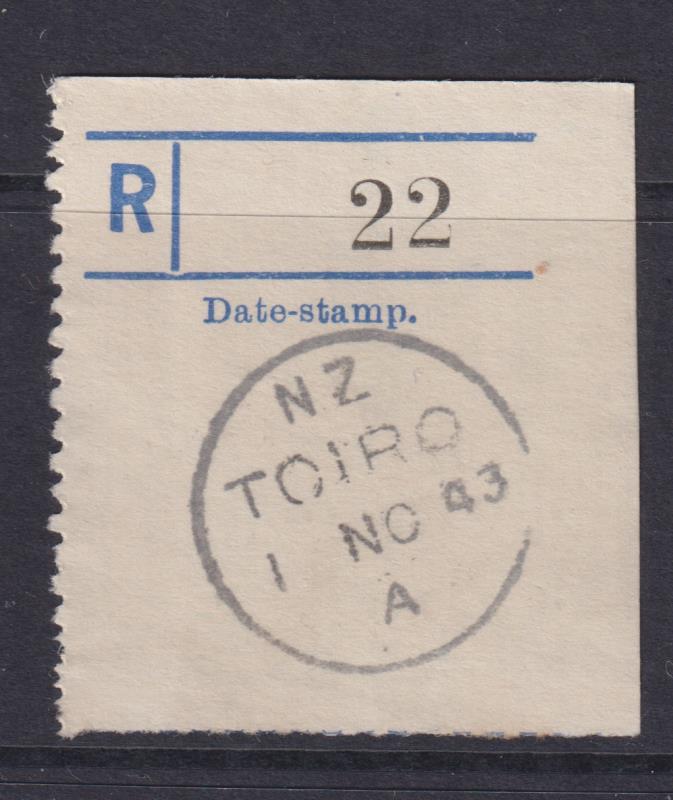 R 22
Date-stamp.
NZ
TOIRO
1 NO 43
A